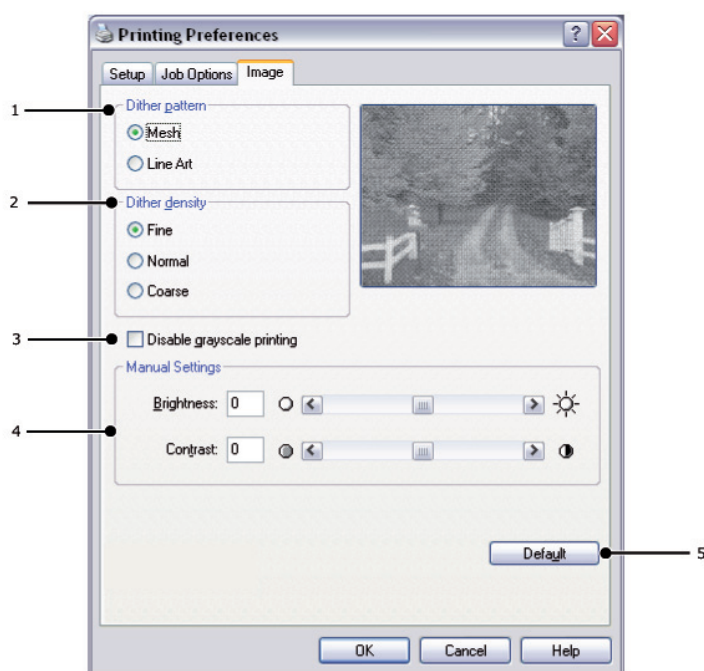 Printing Preferences
Setup Job Options Image
1
Dither pattern
Mesh
Line Art
2
Dither density
Fine
Normal
Coarse
3
Disable grayscale printing
Manual Settings
Brightness: 0
4
Contrast: 0
Default
5
OK Cancel Help